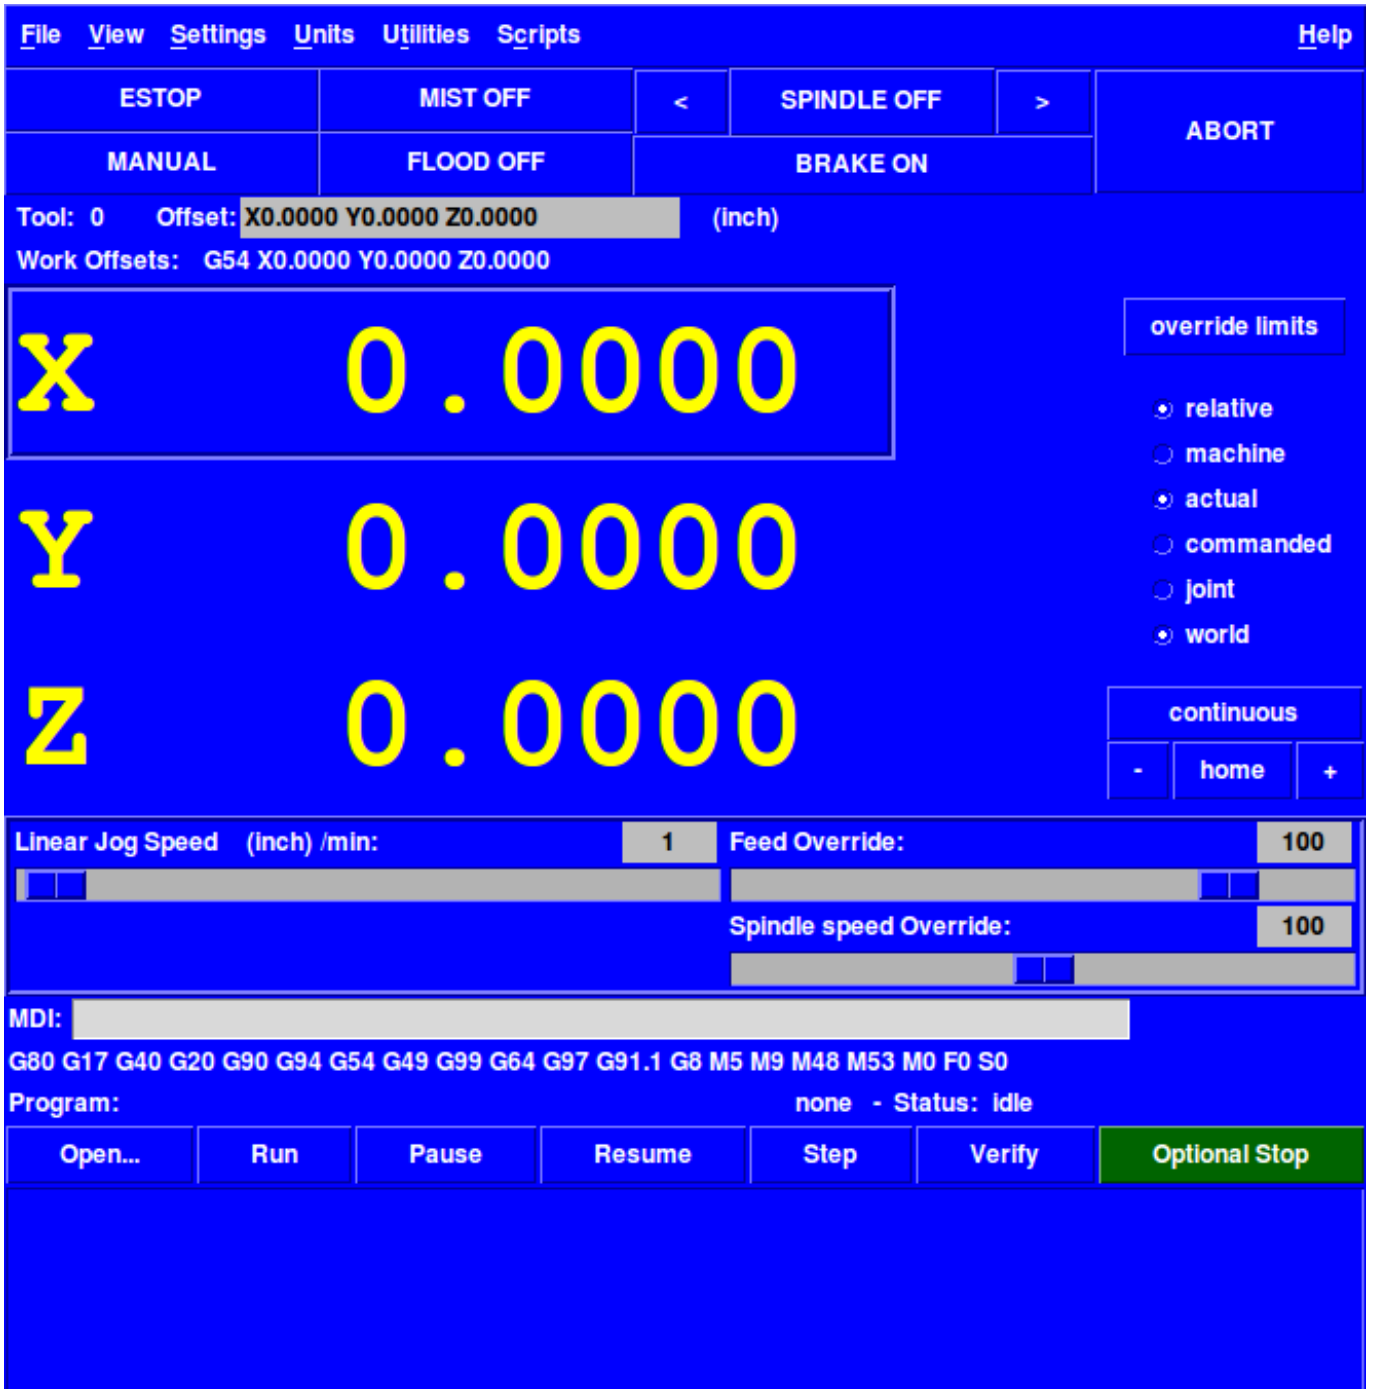 File View Settings Units Utilities Scripts Help
ESTOP MIST OFF < SPINDLE OFF > ABORT
MANUAL FLOOD OFF BRAKE ON
Tool: 0 Offset: X0.0000 Y0.0000 Z0.0000 (inch)
Work Offsets: G54 X0.0000 Y0.0000 Z0.0000
X 0.0000
override limits
relative
machine
actual
commanded
joint
world
Y 0.0000
Z 0.0000
continuous
- home +
Linear Jog Speed (inch) /min: 1 Feed Override: 100
Spindle speed Override: 100
MDI:
G80 G17 G40 G20 G90 G94 G54 G49 G99 G64 G97 G91.1 G8 M5 M9 M48 M53 M0 F0 S0
Program: none - Status: idle
Open... Run Pause Resume Step Verify Optional Stop